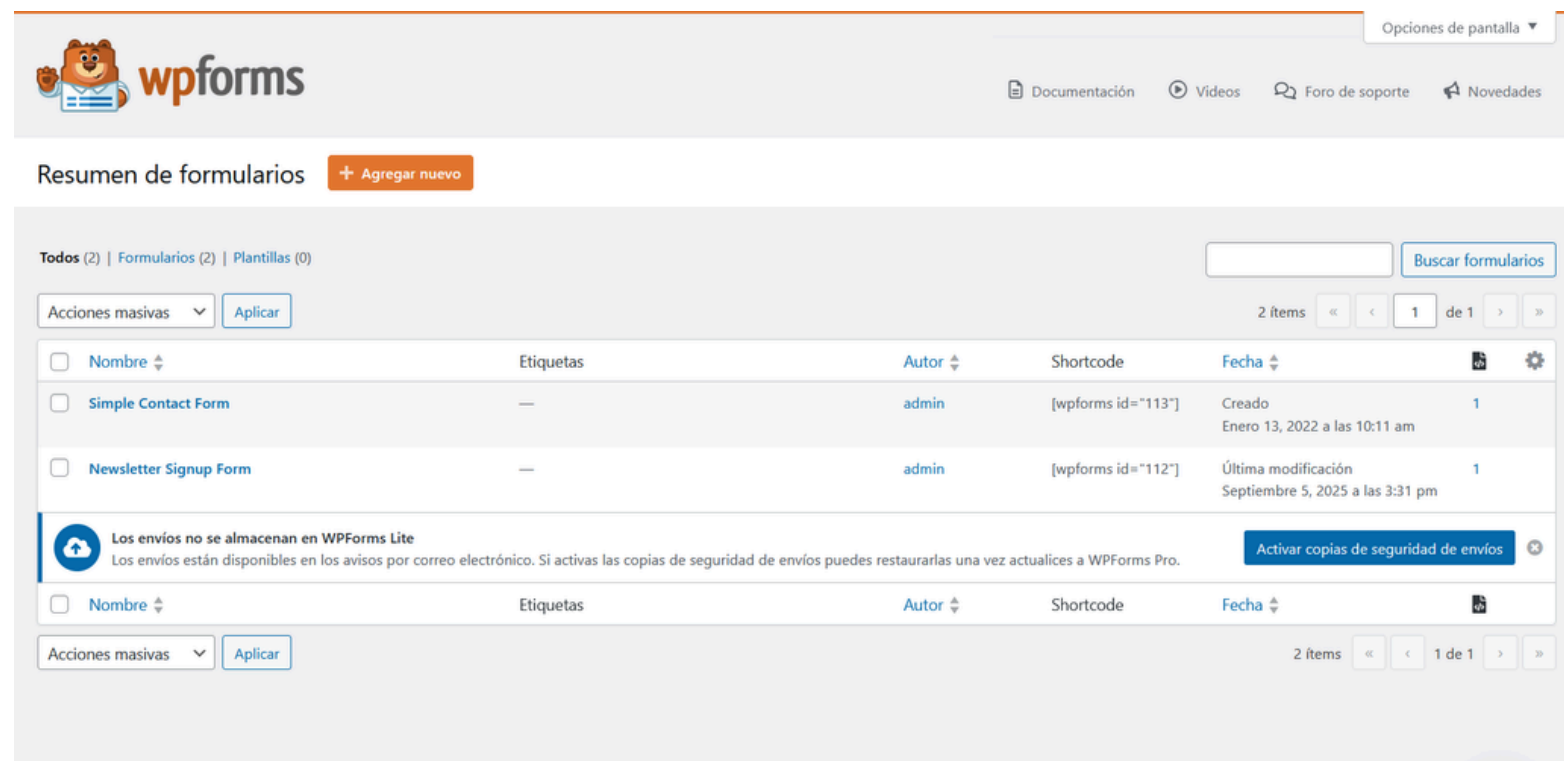 Opciones de pantalla ▼
wpforms
Documentación Videos Foro de soporte Novedades
Resumen de formularios + Agregar nuevo
Todos (2) | Formularios (2) | Plantillas (0)
Buscar formularios
Acciones masivas Aplicar 2 ítems « ‹ 1 de 1 › »
Nombre Etiquetas Autor Shortcode Fecha
Simple Contact Form — admin [wpforms id="113"] Creado 1
Enero 13, 2022 a las 10:11 am
Newsletter Signup Form — admin [wpforms id="112"] Última modificación 1
Septiembre 5, 2025 a las 3:31 pm
Los envíos no se almacenan en WPForms Lite
Los envíos están disponibles en los avisos por correo electrónico. Si activas las copias de seguridad de envíos puedes restaurarlas una vez actualices a WPForms Pro.
Activar copias de seguridad de envíos
Nombre Etiquetas Autor Shortcode Fecha
Acciones masivas Aplicar 2 ítems « ‹ 1 de 1 › »